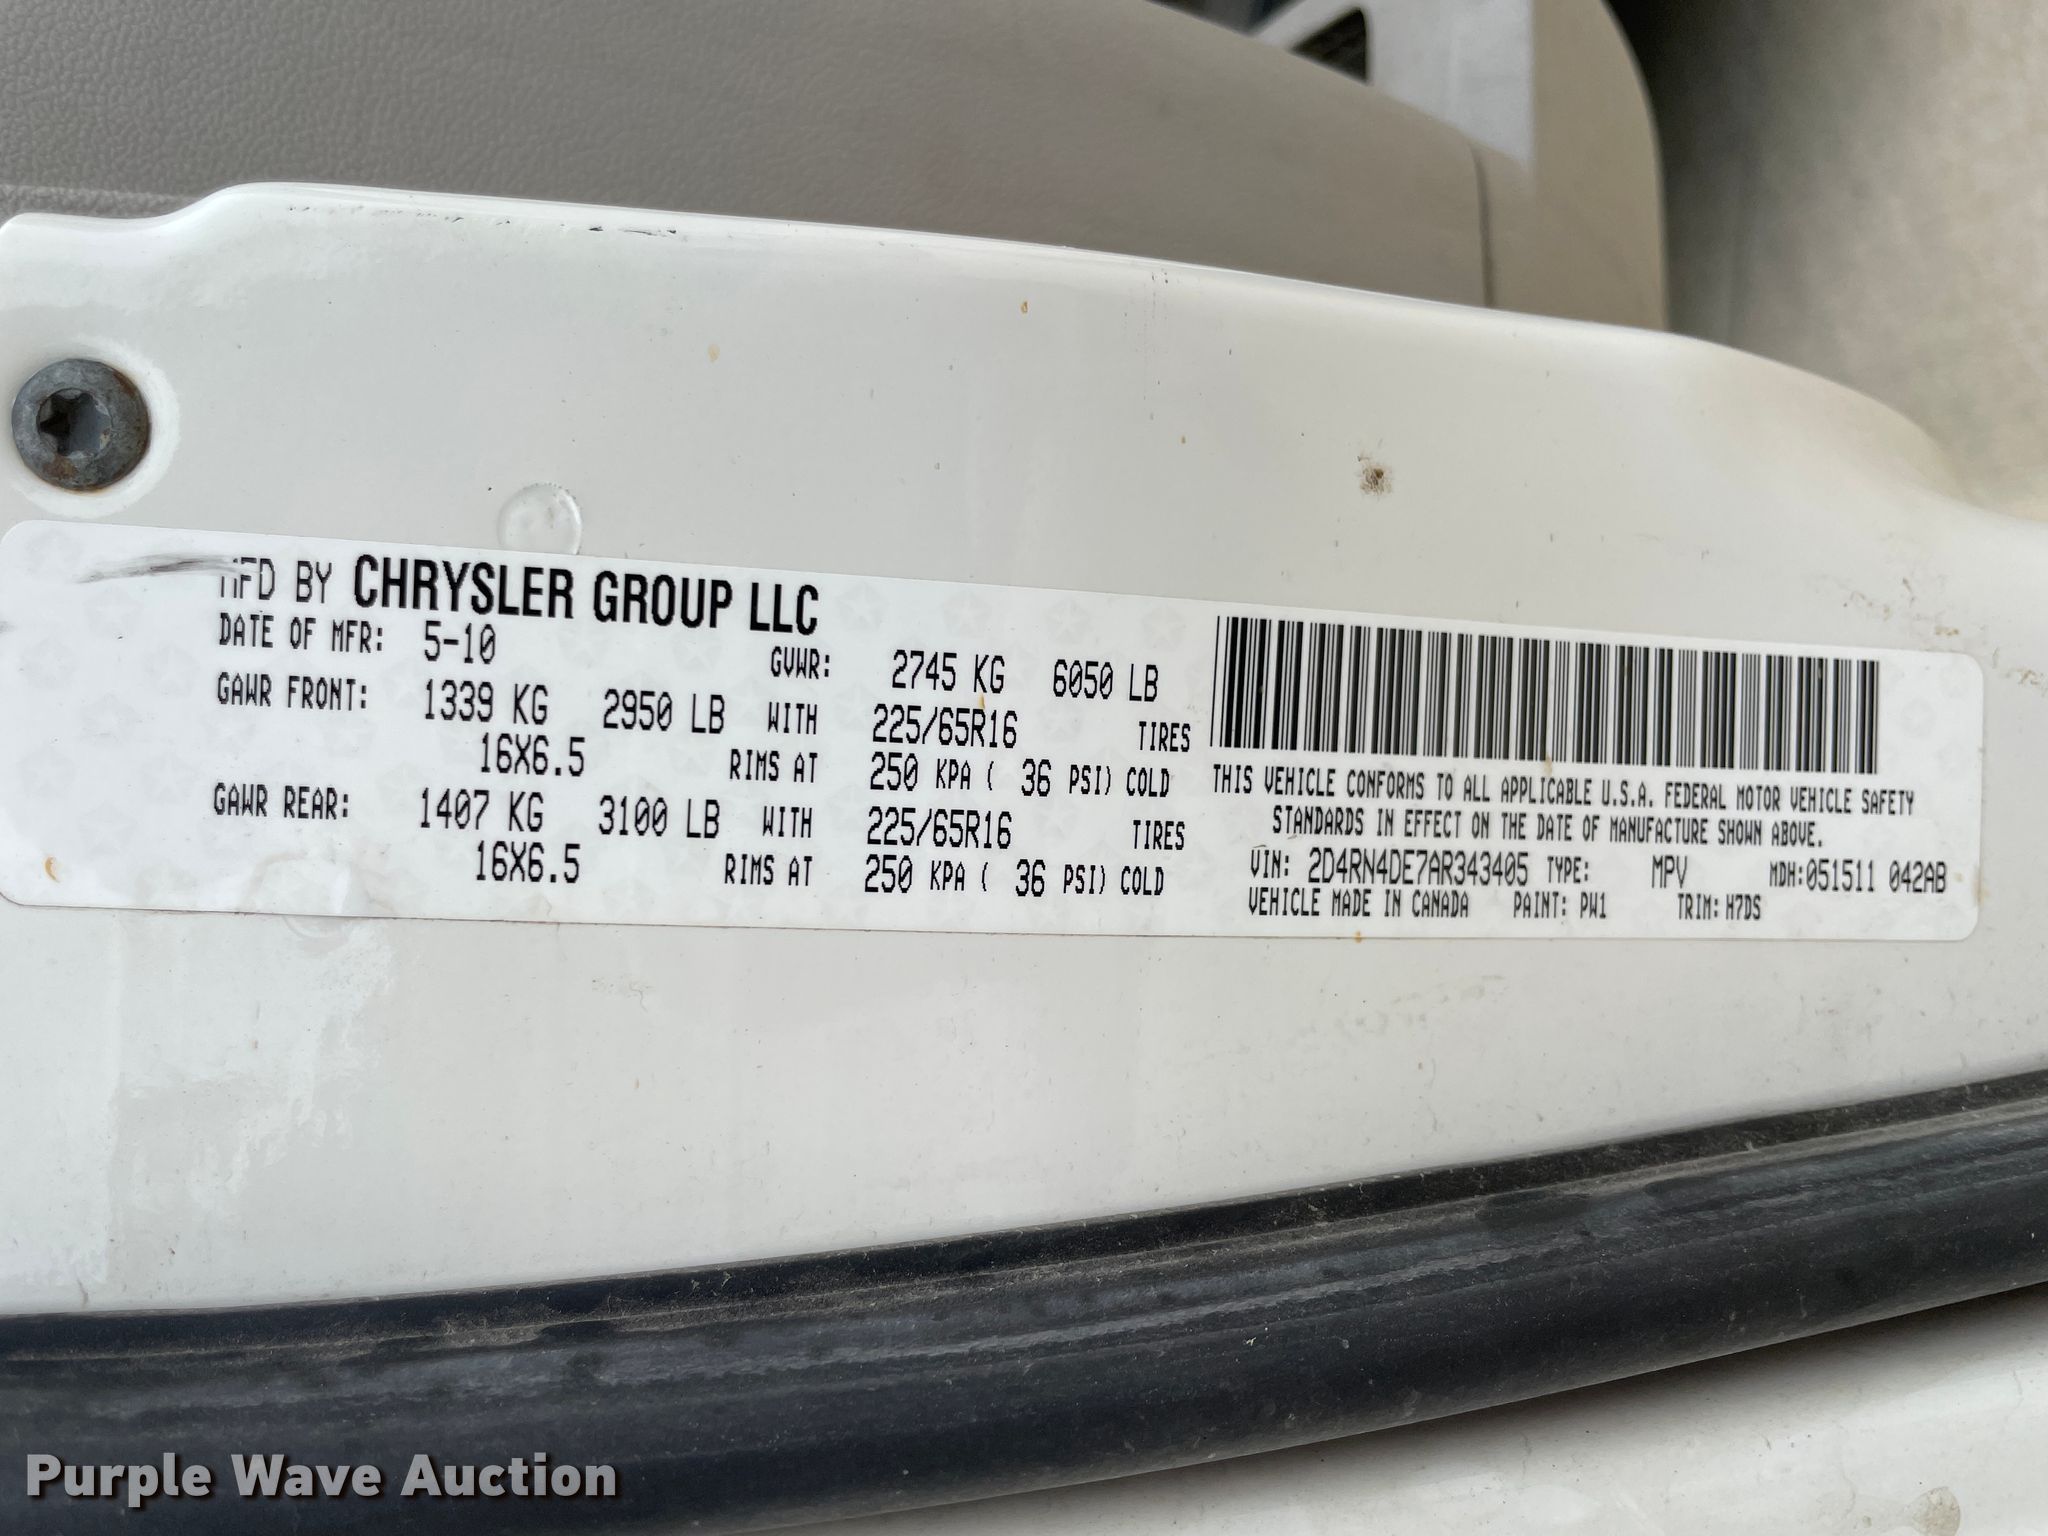 MFD BY CHRYSLER GROUP LLC
DATE OF MFR: 5-10 GVWR: 2745 KG 6050 LB
GAWR FRONT: 1339 KG 2950 LB WITH 225/65R16 TIRES
16X6.5 RIMS AT 250 KPA ( 36 PSI) COLD
GAWR REAR: 1407 KG 3100 LB WITH 225/65R16 TIRES
16X6.5 RIMS AT 250 KPA ( 36 PSI) COLD
THIS VEHICLE CONFORMS TO ALL APPLICABLE U.S.A. FEDERAL MOTOR VEHICLE SAFETY
STANDARDS IN EFFECT ON THE DATE OF MANUFACTURE SHOWN ABOVE.
VIN: 2D4RN4DE7AR343405 TYPE: MPV MDH:051511 042AB
VEHICLE MADE IN CANADA PAINT: PW1 TRIM: H7DS
Purple Wave Auction